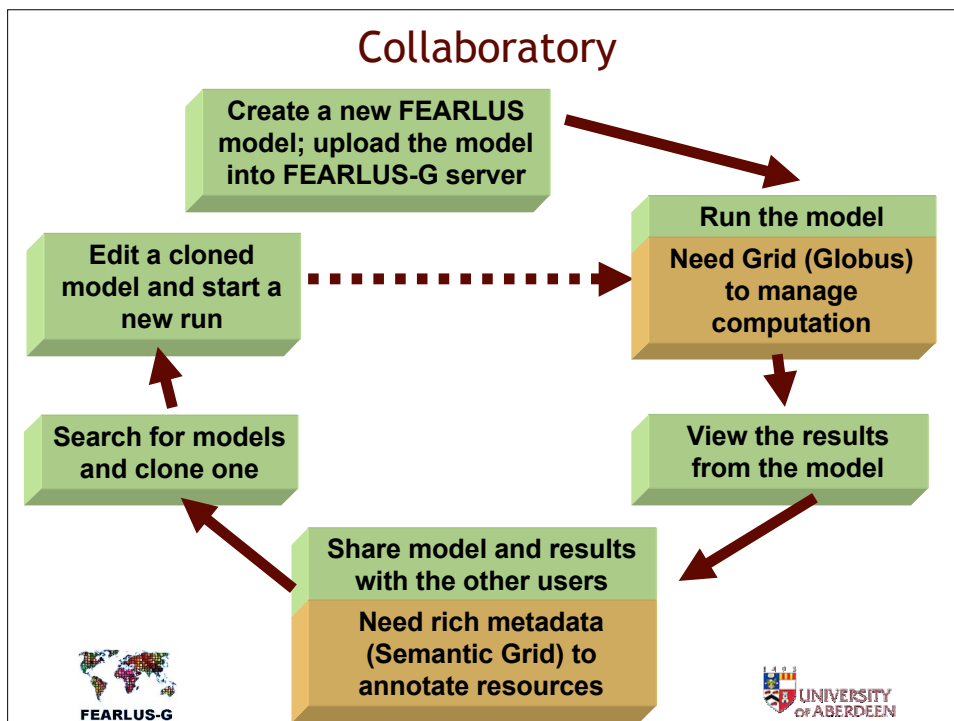 Collaboratory
Create a new FEARLUS
model; upload the model
into FEARLUS-G server
Run the model
Need Grid (Globus)
to manage
computation
View the results
from the model
Share model and results
with the other users
Need rich metadata
(Semantic Grid) to
annotate resources
Search for models
and clone one
Edit a cloned
model and start a
new run
FEARLUS-G
UNIVERSITY
OF ABERDEEN